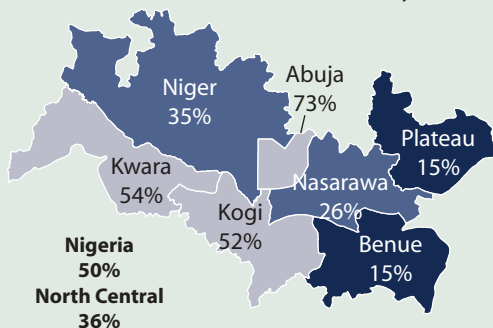 Abuja
73%
Niger
35%
Plateau
15%
Kwara
54%
Nasarawa
26%
Kogi
52%
Benue
15%
Nigeria
50%
North Central
36%